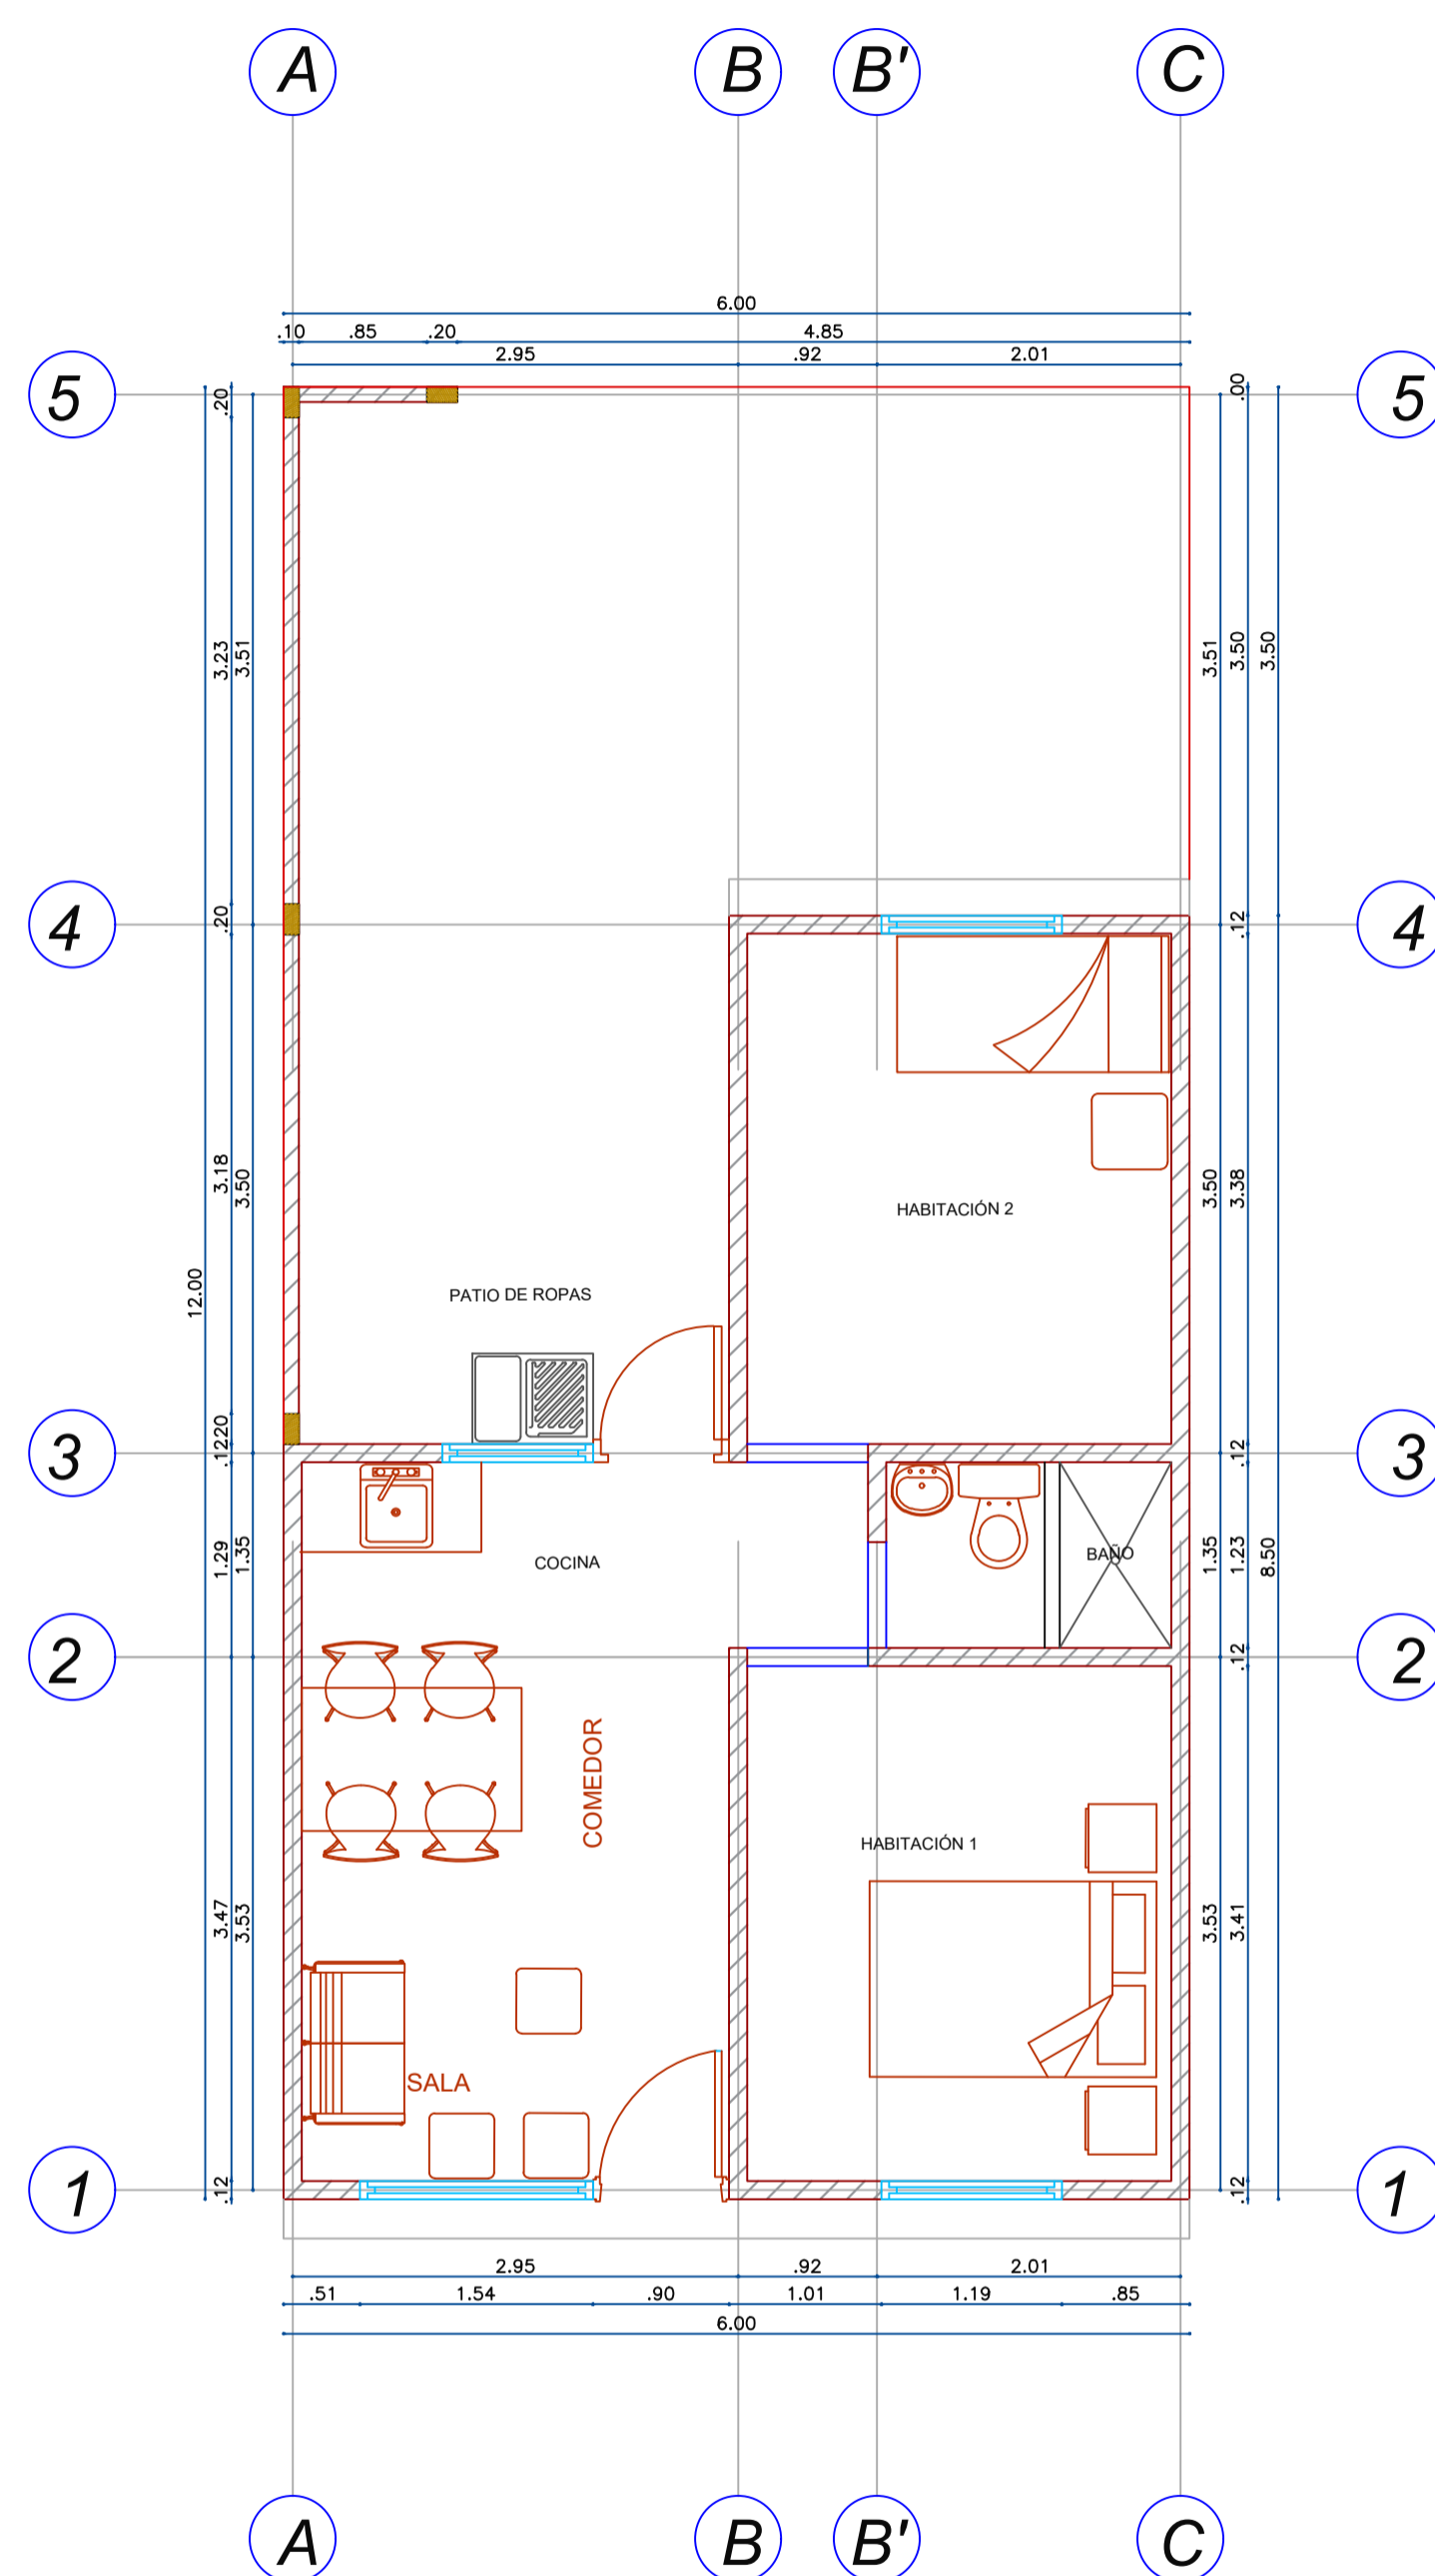 A B B' C
6.00
.10 .85 .20 4.85
2.95 .92 2.01
5 5
.20 .00
3.23 3.51 3.51 3.50 3.50
4 4
.20 .12
3.18 3.50 3.50 3.38
HABITACIÓN 2
12.00
PATIO DE ROPAS
.1220 .12
3 3
1.29 1.35 1.35 1.23 8.50
COCINA
BAÑO
2 2
.12
COMEDOR
HABITACIÓN 1
3.47 3.53 3.53 3.41
SALA
1 1
.12 .12
2.95 .92 2.01
.51 1.54 .90 1.01 1.19 .85
6.00
A B B' C